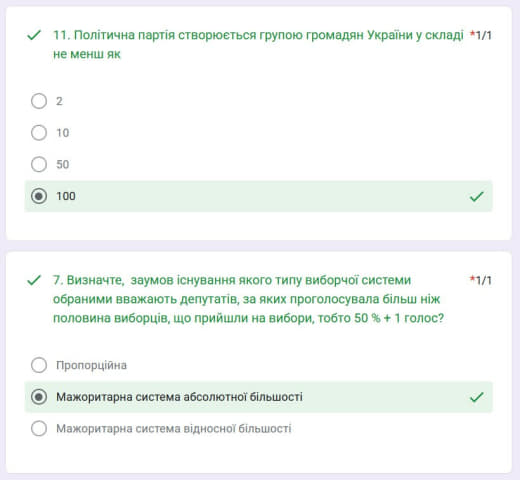 11. Політична партія створюється групою громадян України у складі *1/1
не менш як
2
10
50
100
7. Визначте,  заумов існування якого типу виборчої системи *1/1
обраними вважають депутатів, за яких проголосувала більш ніж
половина виборців, що прийшли на вибори, тобто 50 % + 1 голос?
Пропорційна
Мажоритарна система абсолютної більшості
Мажоритарна система відносної більшості